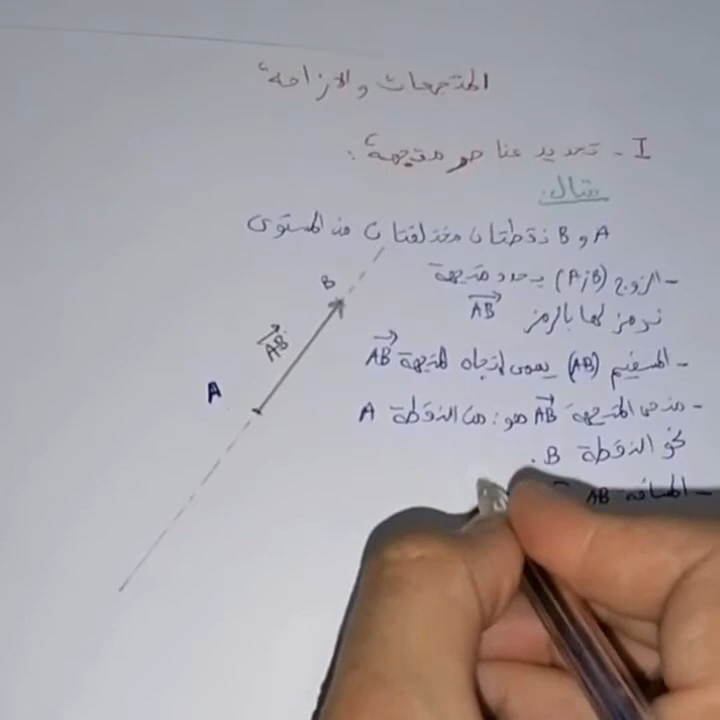 المتجهات والازاحة
I - تحديد عناصر متجهة :
مثال:
A و B نقطتان مختلفتان من المستوى
- الزوج (A;B) يحدد متجهة
نرمز لها بالرمز AB
- المستقيم (AB) يسمى اتجاه المتجهة AB
- منحى المتجهة AB هو: من النقطة A
نحو النقطة B .
- المسافة AB
B
AB
A